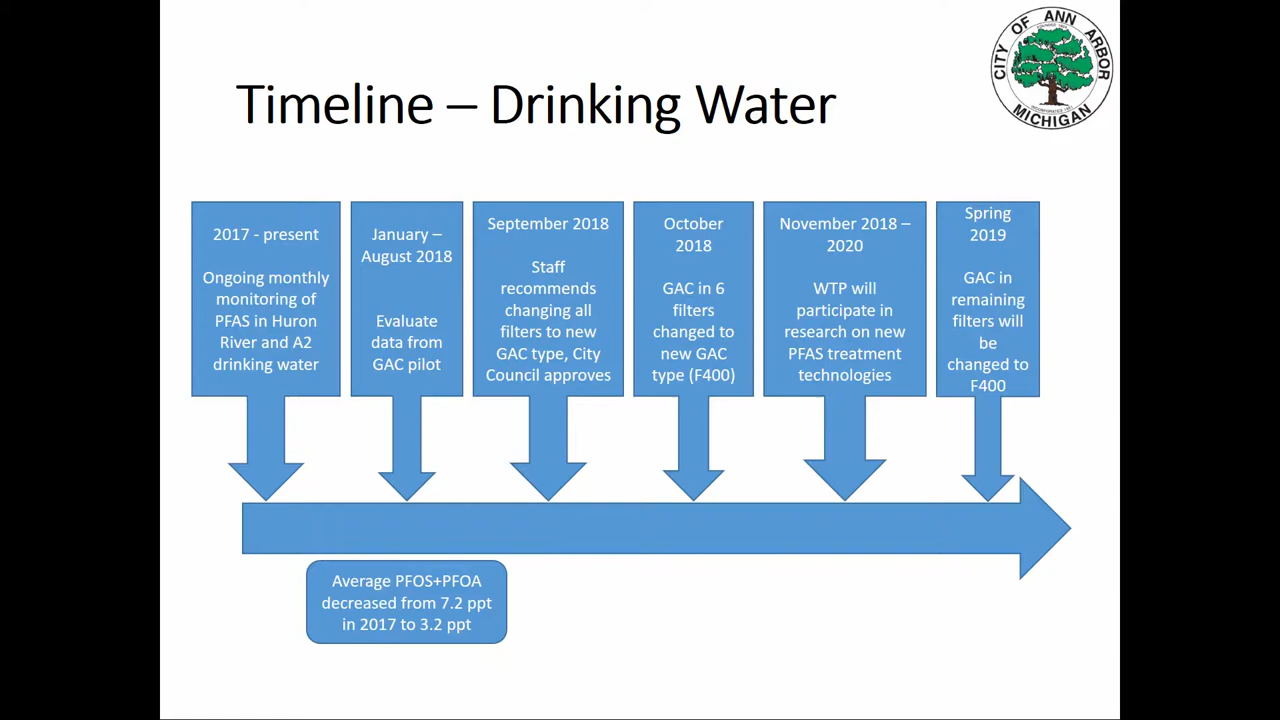 CITY OF ANN ARBOR
MICHIGAN
Timeline – Drinking Water
2017 - present
Ongoing monthly
monitoring of
PFAS in Huron
River and A2
drinking water
January –
August 2018
Evaluate
data from
GAC pilot
September 2018
Staff
recommends
changing all
filters to new
GAC type, City
Council approves
October
2018
GAC in 6
filters
changed to
new GAC
type (F400)
November 2018 –
2020
WTP will
participate in
research on new
PFAS treatment
technologies
Spring
2019
GAC in
remaining
filters will
be
changed to
F400
Average PFOS+PFOA
decreased from 7.2 ppt
in 2017 to 3.2 ppt